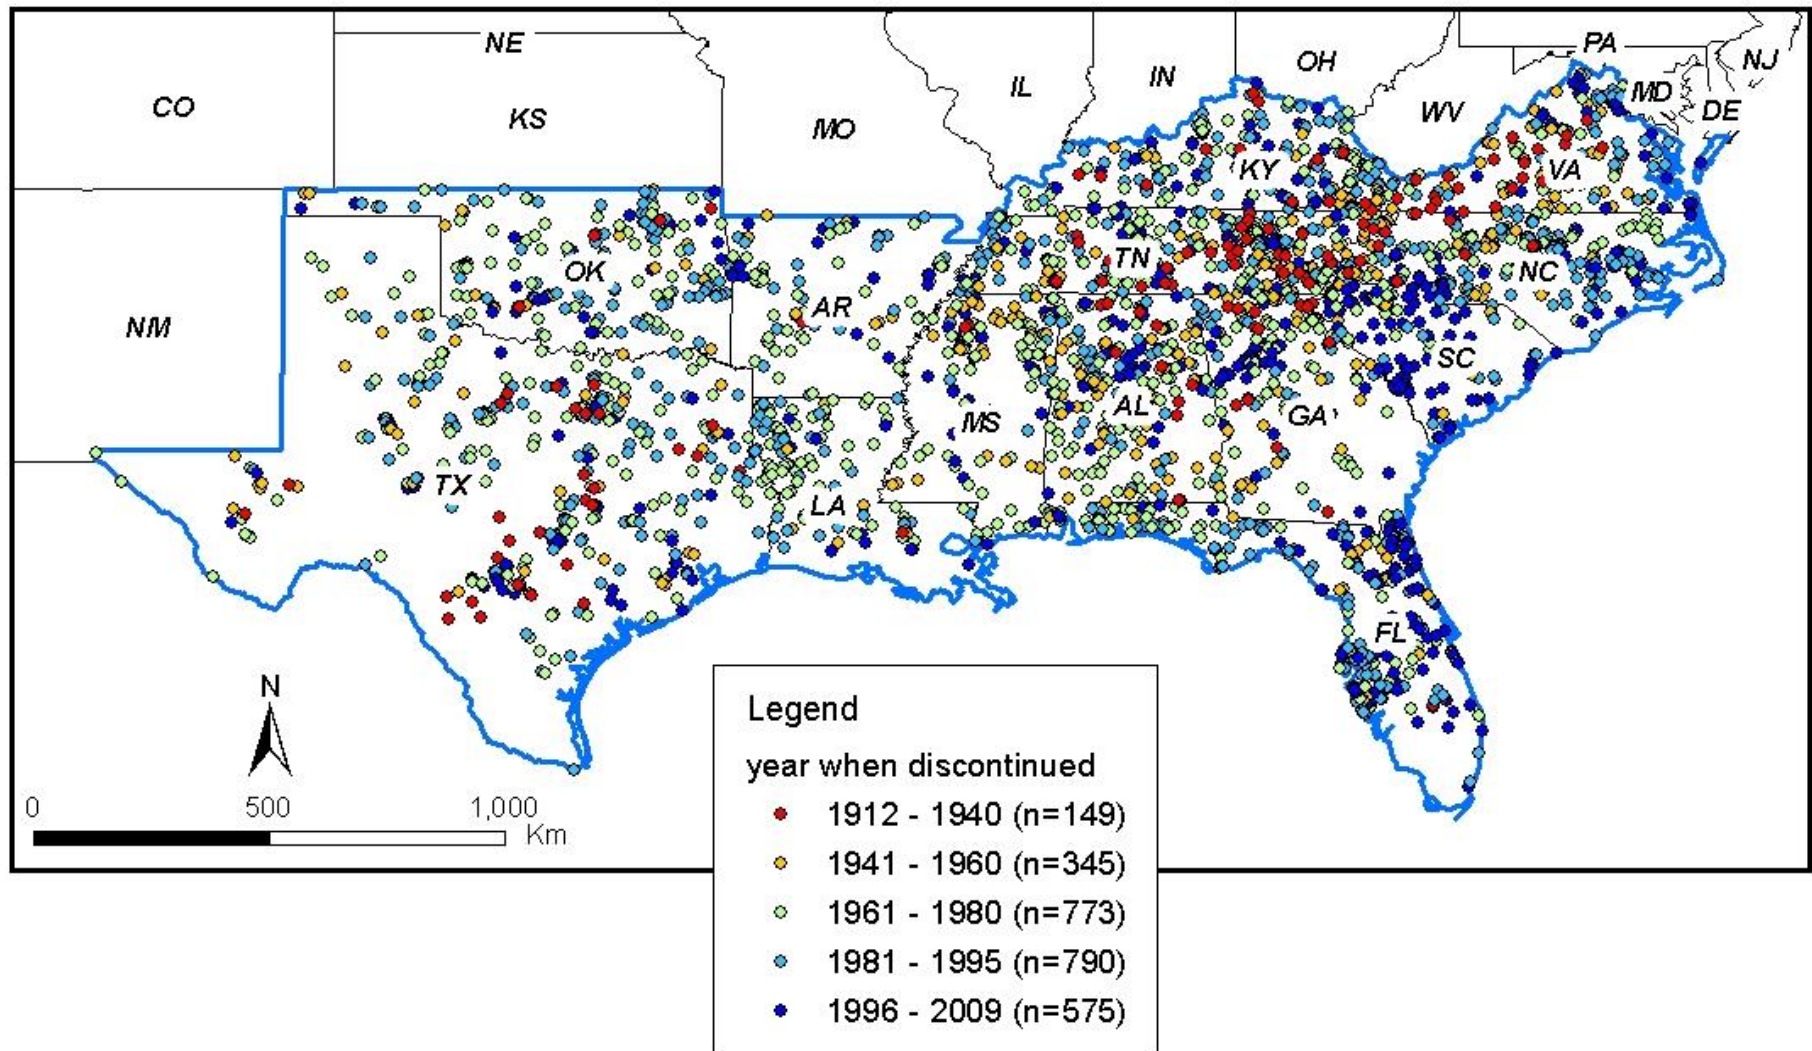 NE
PA
NJ
OH
IN
IL
CO
KS
MO
WV
MD
DE
KY
VA
TN
NC
OK
AR
NM
SC
AL
GA
MS
TX
LA
FL
N
0 500 1,000
Km
Legend
year when discontinued
1912 - 1940 (n=149)
1941 - 1960 (n=345)
1961 - 1980 (n=773)
1981 - 1995 (n=790)
1996 - 2009 (n=575)